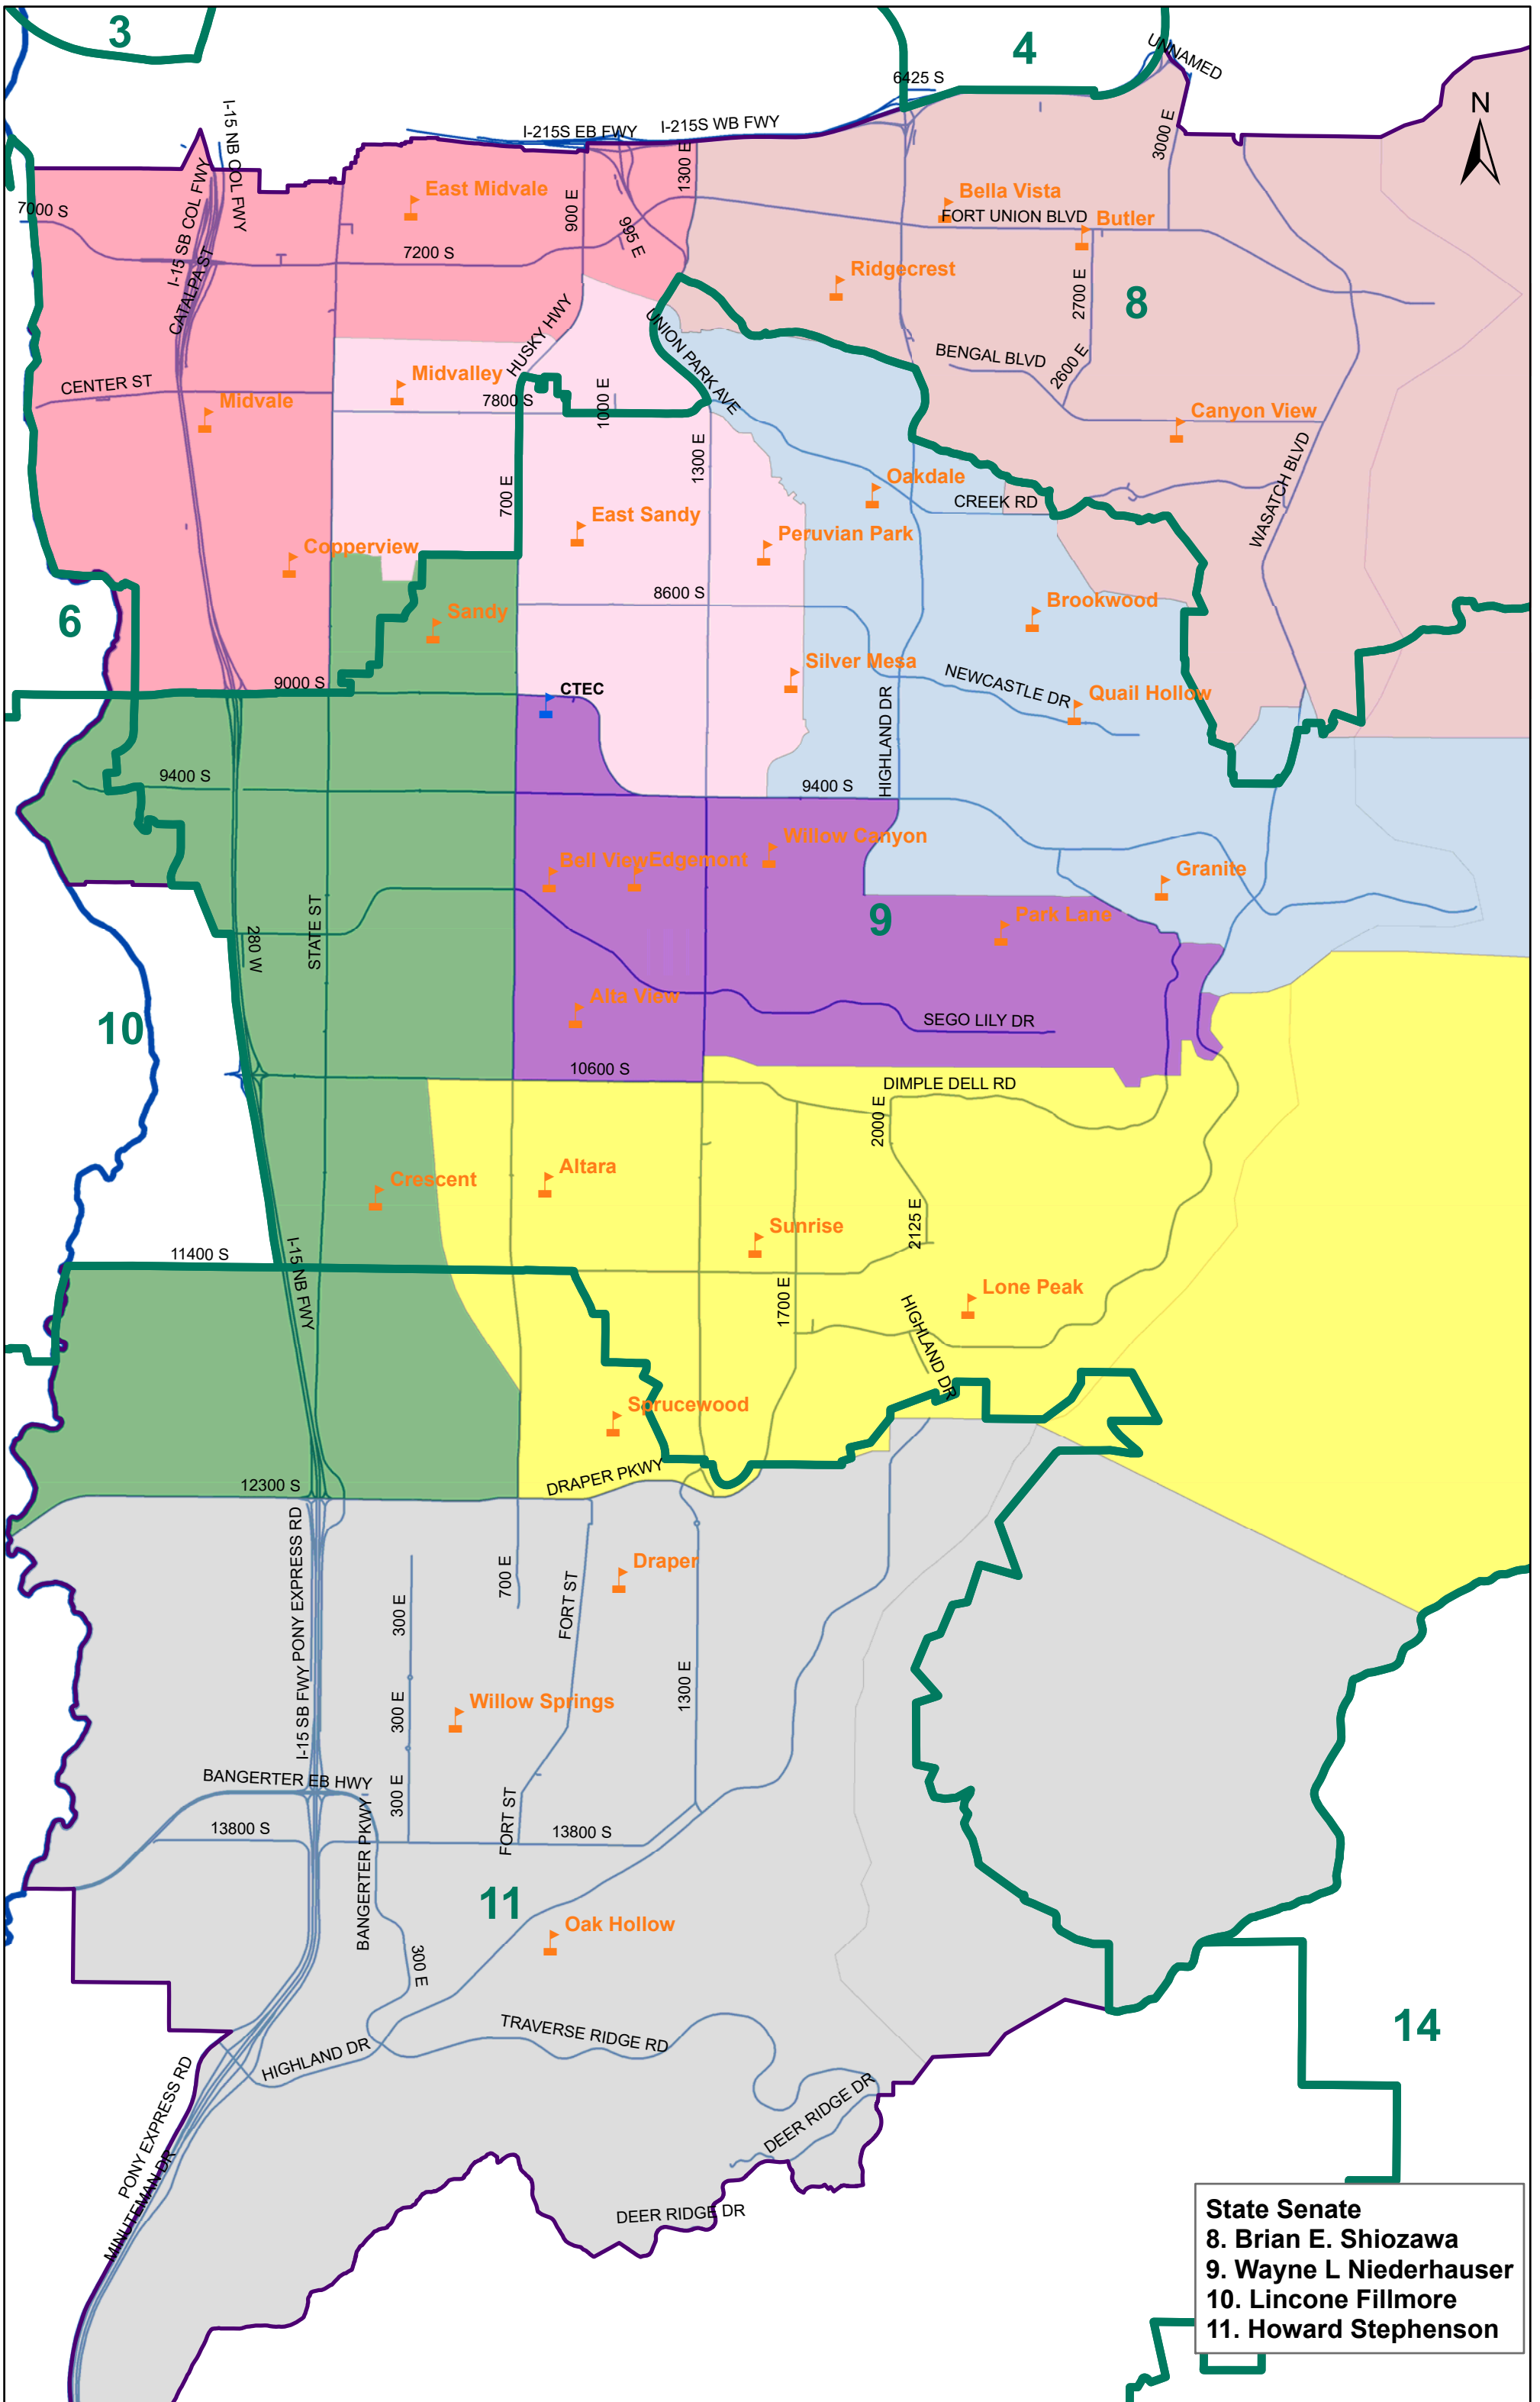 3
4
UNNAMED
6425 S
I-215S EB FWY
I-215S WB FWY
N
I-15 NB COL FWY
I-15 SB COL FWY
CATALPA ST
3000 E
1300 E
900 E
995 E
East Midvale
Bella Vista
FORT UNION BLVD
Butler
7000 S
7200 S
Ridgecrest
2700 E
8
HUSKY HWY
UNION PARK AVE
BENGAL BLVD
2600 E
CENTER ST
Midvalley
Midvale
7800 S
1000 E
Canyon View
1300 E
700 E
WASATCH BLVD
Oakdale
CREEK RD
East Sandy
Peruvian Park
Copperview
8600 S
6
Sandy
Brookwood
Silver Mesa
NEWCASTLE DR
Quail Hollow
9000 S
CTEC
HIGHLAND DR
9400 S
9400 S
Willow Canyon
Bell View
Edgemont
Granite
9
Park Lane
STATE ST
280 W
10
Alta View
SEGO LILY DR
10600 S
DIMPLE DELL RD
2000 E
Crescent
Altara
Sunrise
2125 E
11400 S
I-15 NB FWY
Lone Peak
1700 E
HIGHLAND DR
Sprucewood
12300 S
DRAPER PKWY
I-15 SB FWY
PONY EXPRESS RD
Draper
700 E
FORT ST
300 E
1300 E
Willow Springs
300 E
BANGERTER EB HWY
300 E
BANGERTER PKWY
FORT ST
13800 S
13800 S
11
Oak Hollow
300 E
TRAVERSE RIDGE RD
HIGHLAND DR
14
PONY EXPRESS RD
MINUTEMAN DR
DEER RIDGE DR
DEER RIDGE DR
State Senate
8. Brian E. Shiozawa
9. Wayne L Niederhauser
10. Lincone Fillmore
11. Howard Stephenson